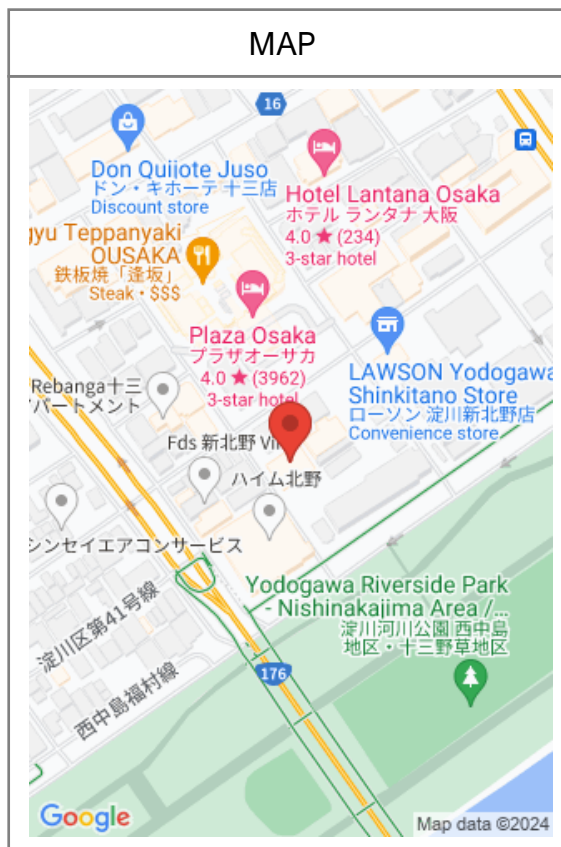 MAP
16
Don Quijote Juso
ドン・キホーテ 十三店
Discount store
Hotel Lantana Osaka
ホテル ランタナ 大阪
4.0 ★ (234)
3-star hotel
gyu Teppanyaki
OUSAKA
鉄板焼「逢坂」
Steak • $$$
Plaza Osaka
プラザオーサカ
4.0 ★ (3962)
3-star hotel
LAWSON Yodogawa
Shinkitano Store
ローソン 淀川新北野店
Convenience store
Rebanga十三
アパートメント
Fds 新北野 Vi
ハイム北野
シンセイエアコンサービス
Yodogawa Riverside Park
- Nishinakajima Area /...
淀川河川公園 西中島
地区・十三野草地区
淀川区第41号線
西中島福村線
176
Google
Map data ©2024